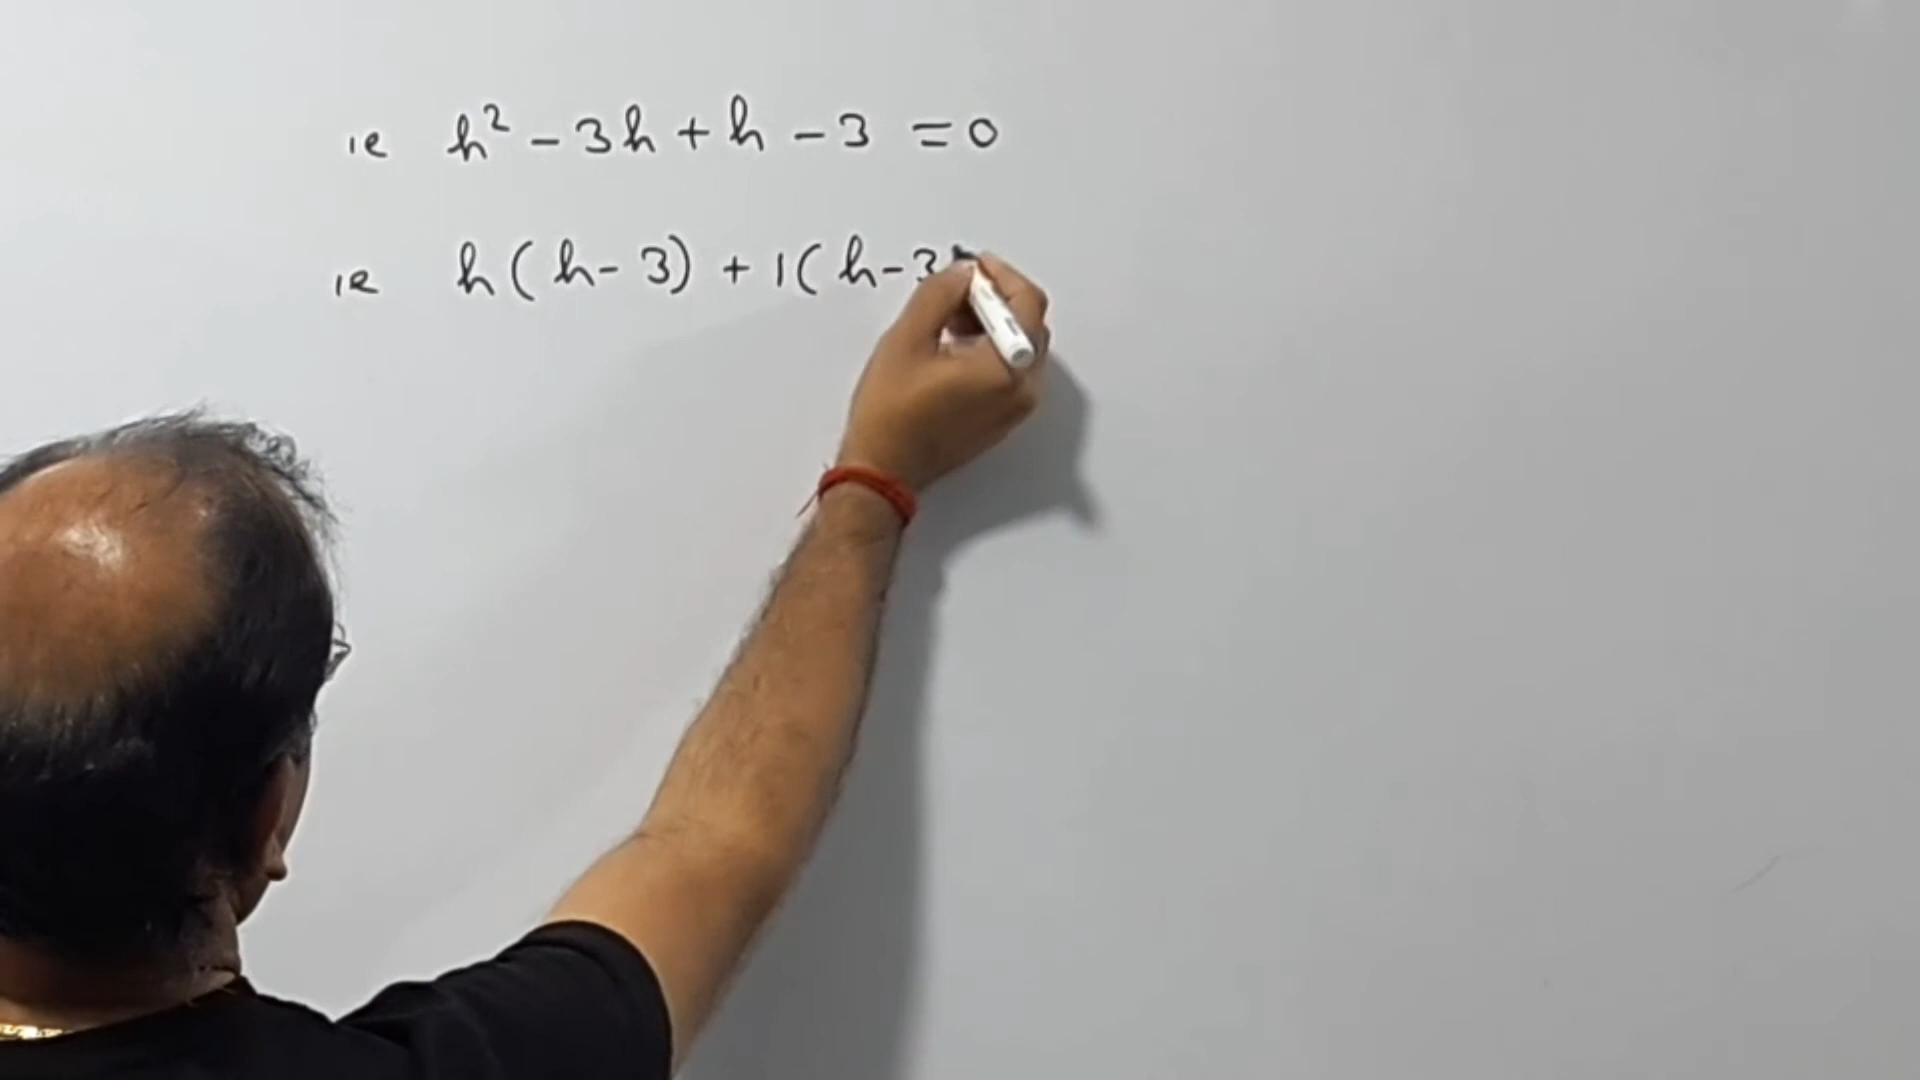 ie h² - 3h + h - 3 = 0
ie h(h - 3) + 1(h - 3)